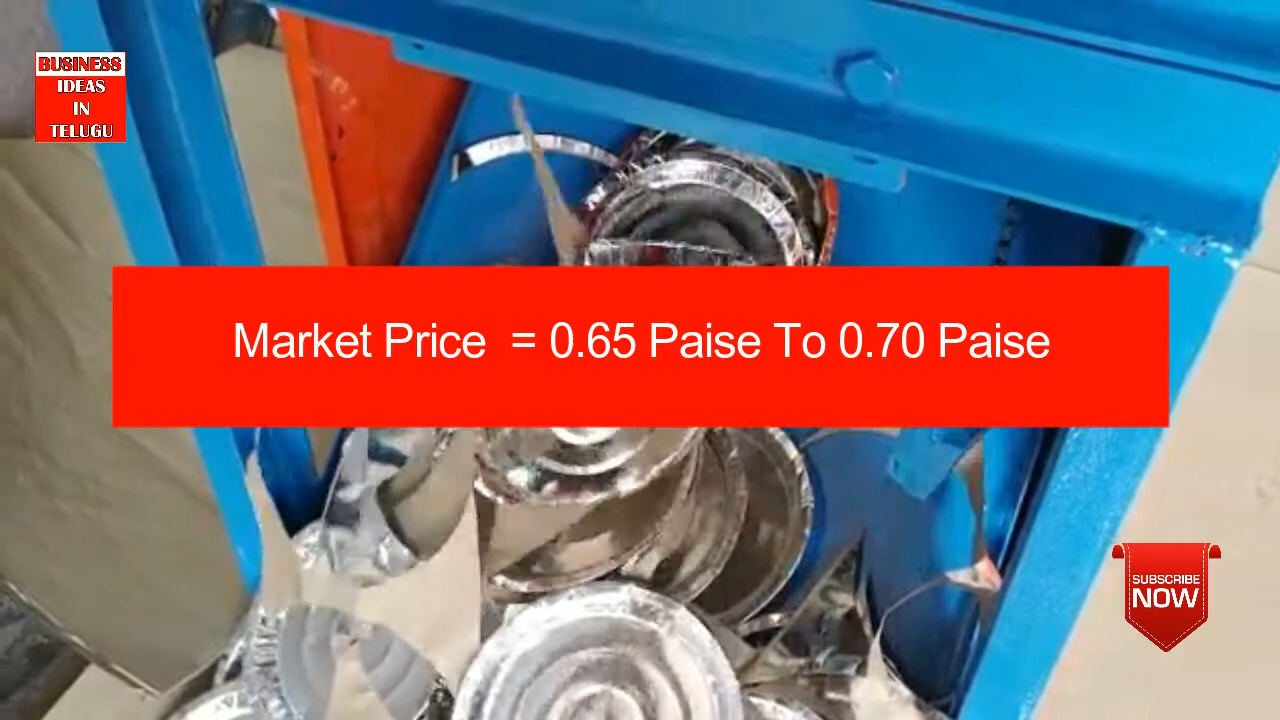 BUSINESS
IDEAS
IN
TELUGU
Market Price = 0.65 Paise To 0.70 Paise
SUBSCRIBE
NOW